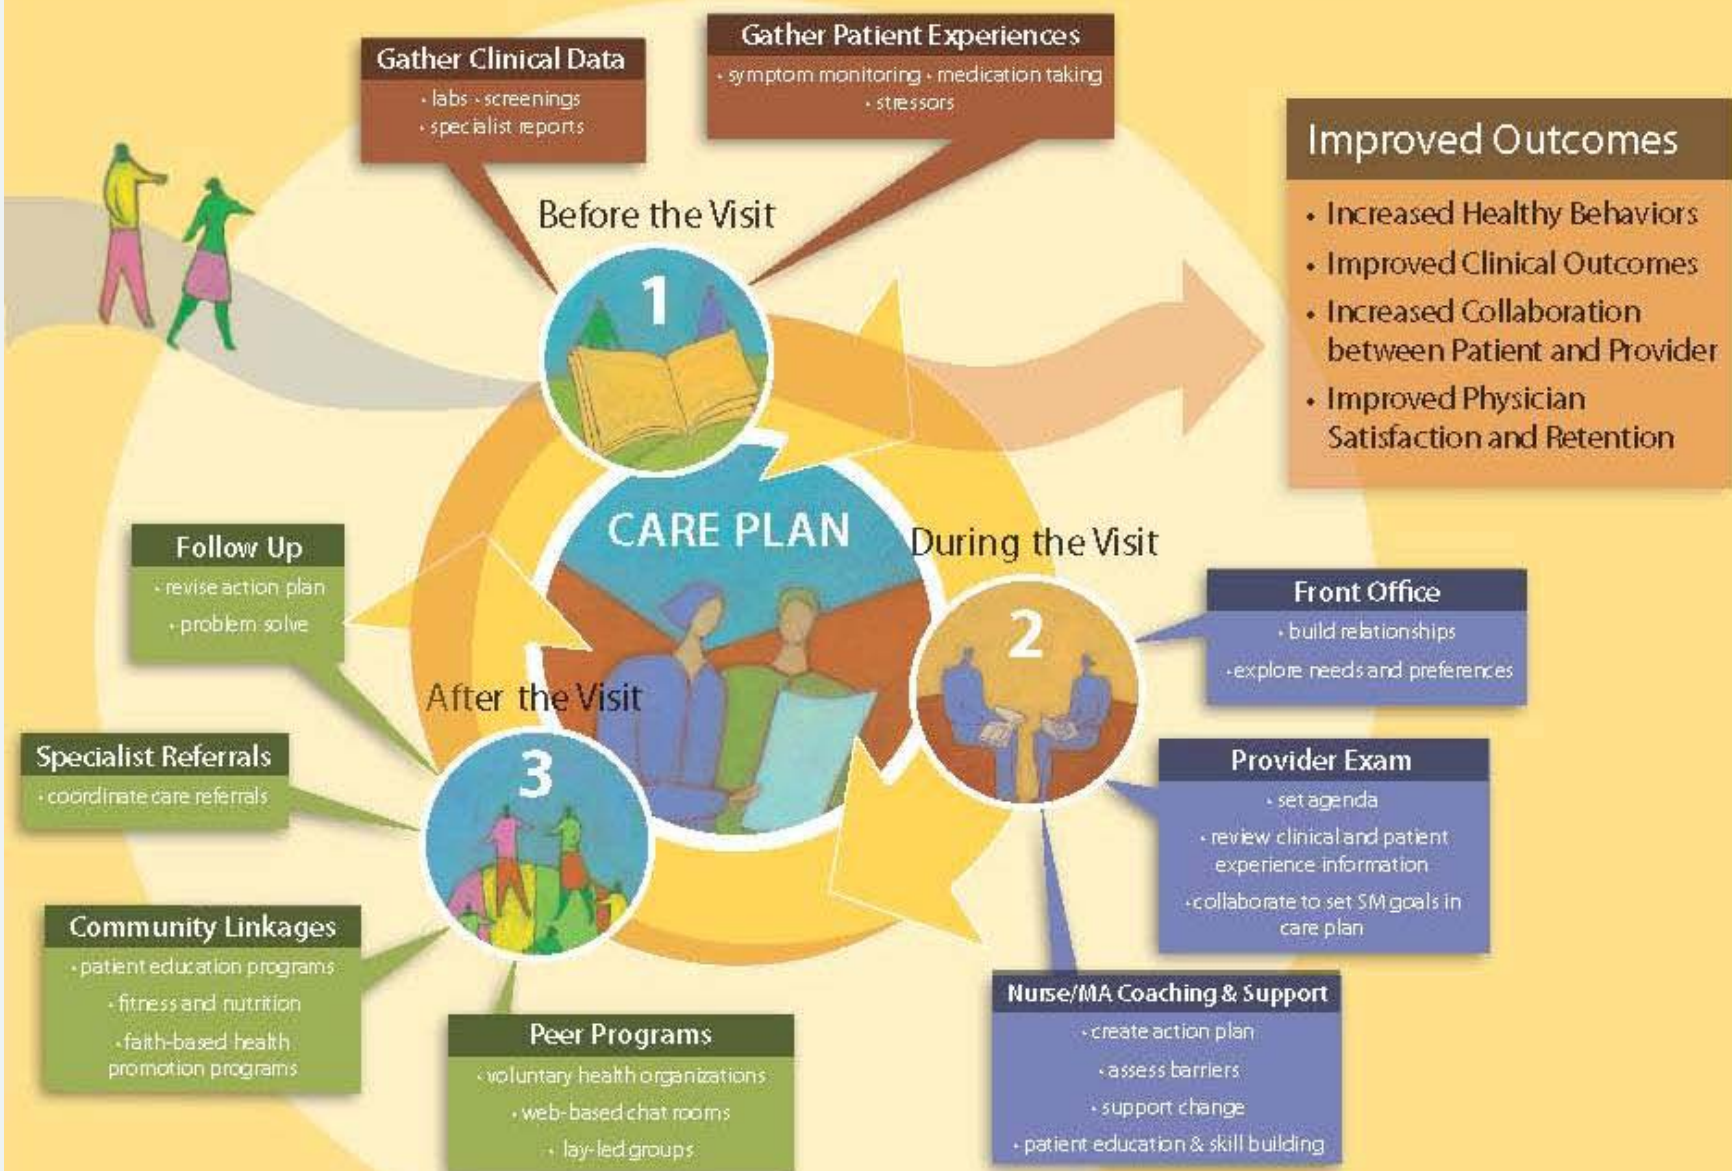 Gather Clinical Data
• labs • screenings
• specialist reports
Gather Patient Experiences
• symptom monitoring • medication taking
• stressors
Improved Outcomes
• Increased Healthy Behaviors
• Improved Clinical Outcomes
• Increased Collaboration
between Patient and Provider
• Improved Physician
Satisfaction and Retention
Before the Visit
1
CARE PLAN
During the Visit
2
Front Office
• build relationships
• explore needs and preferences
Provider Exam
• set agenda
• review clinical and patient
experience information
• collaborate to set SM goals in
care plan
Nurse/MA Coaching & Support
• create action plan
• assess barriers
• support change
• patient education & skill building
After the Visit
3
Follow Up
• revise action plan
• problem solve
Specialist Referrals
• coordinate care referrals
Community Linkages
• patient education programs
• fitness and nutrition
• faith-based health
promotion programs
Peer Programs
• voluntary health organizations
• web-based chat rooms
• lay-led groups